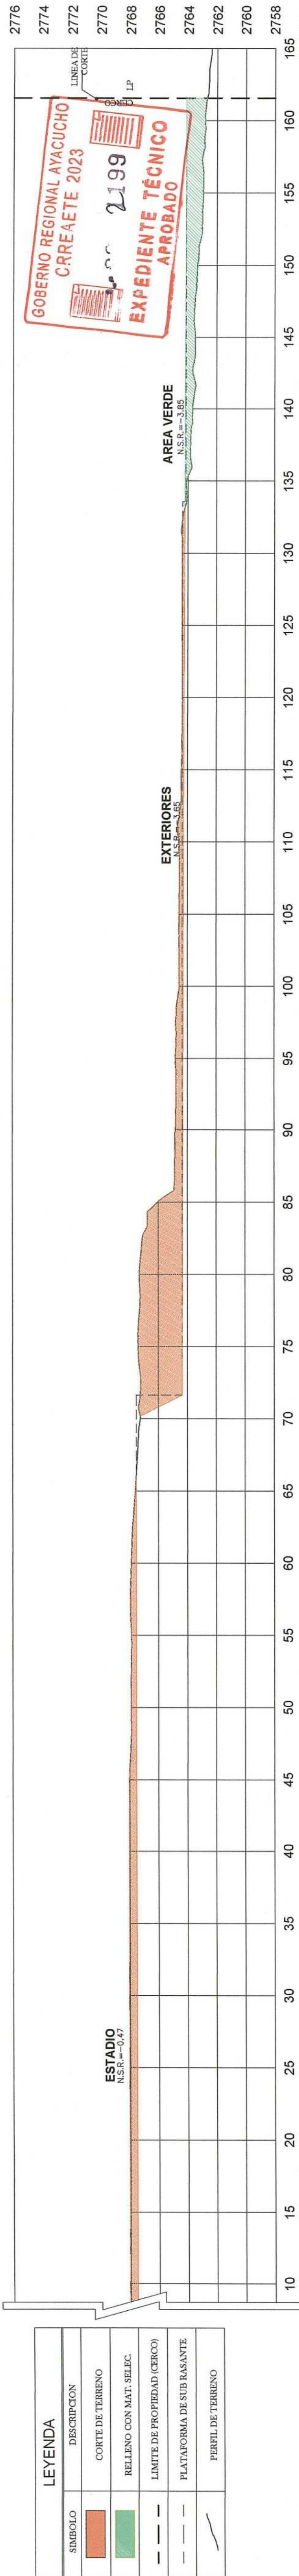 LEYENDA
SIMBOLO
DESCRIPCION
CORTE DE TERRENO
RELLENO CON MAT. SELEC.
LIMITE DE PROPIEDAD (CERCO)
PLATAFORMA DE SUB RASANTE
PERFIL DE TERRENO
ESTADIO
N.S.R.=-0.47
EXTERIORES
N.S.R.=-3.65
AREA VERDE
N.S.R.=-3.85
GOBERNO REGIONAL AYACUCHO
CRREAETE 2023
2199
EXPEDIENTE TÉCNICO
APROBADO
LINEA DE
CORTE
CERCO
LP
2776
2774
2772
2770
2768
2766
2764
2762
2760
2758
10 15 20 25 30 35 40 45 50 55 60 65 70 75 80 85 90 95 100 105 110 115 120 125 130 135 140 145 150 155 160 165